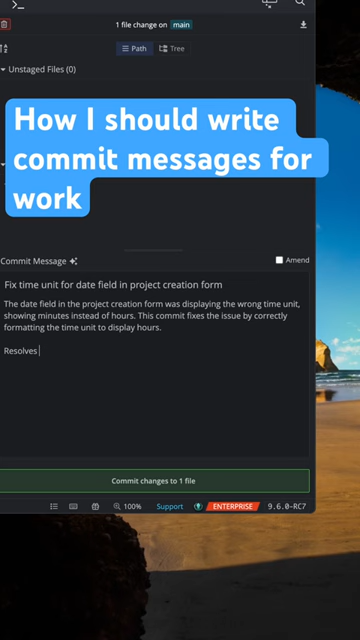 1 file change on main
Path Tree
Unstaged Files (0)
How I should write
commit messages for
work
Commit Message
Amend
Fix time unit for date field in project creation form
The date field in the project creation form was displaying the wrong time unit,
showing minutes instead of hours. This commit fixes the issue by correctly
formatting the time unit to display hours.
Resolves
Commit changes to 1 file
100% Support ENTERPRISE 9.6.0-RC7